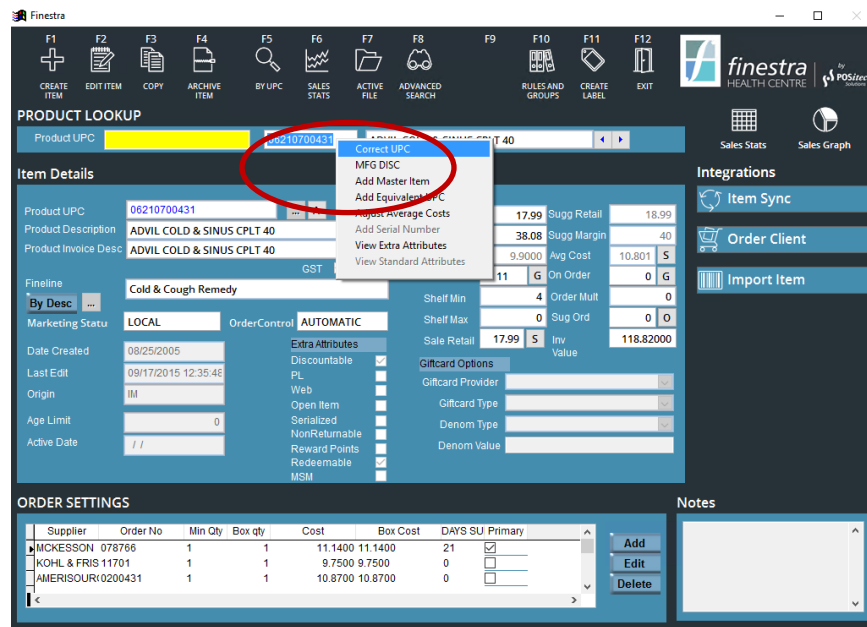 Finestra
F1 F2 F3 F4 F5 F6 F7 F8 F9 F10 F11 F12
CREATE ITEM EDIT ITEM COPY ARCHIVE ITEM BY UPC SALES STATS ACTIVE FILE ADVANCED SEARCH RULES AND GROUPS CREATE LABEL EXIT
finestra by POSitec Solutions
HEALTH CENTRE
PRODUCT LOOKUP
Product UPC 06210700431 ADVIL COLD & SINUS CPLT 40
Correct UPC
MFG DISC
Add Master Item
Add Equivalent UPC
Adjust Average Costs
Add Serial Number
View Extra Attributes
View Standard Attributes
Sales Stats Sales Graph
Integrations
Item Sync
Order Client
Import Item
Item Details
Product UPC 06210700431 ...
Product Description ADVIL COLD & SINUS CPLT 40
Product Invoice Desc ADVIL COLD & SINUS CPLT 40
GST
Fineline Cold & Cough Remedy
By Desc ...
Marketing Statu LOCAL OrderControl AUTOMATIC
Date Created 08/25/2005
Last Edit 09/17/2015 12:35:48
Origin IM
Age Limit 0
Active Date / /
Extra Attributes
Discountable
PL
Web
Open Item
Serialized
NonReturnable
Reward Points
Redeemable
MSM
17.99 Sugg Retail 18.99
38.08 Sugg Margin 40
9.9000 Avg Cost 10.801 S
11 G On Order 0 G
Shelf Min 4 Order Mult 0
Shelf Max 0 Sug Ord 0 O
Sale Retail 17.99 S Inv Value 118.82000
Giftcard Options
Giftcard Provider
Giftcard Type
Denom Type
Denom Value
ORDER SETTINGS
Supplier Order No Min Qty Box qty Cost Box Cost DAYS SU Primary
MCKESSON 078766 1 1 11.1400 11.1400 21
KOHL & FRIS 11701 1 1 9.7500 9.7500 0
AMERISOUR( 0200431 1 1 10.8700 10.8700 0
Add
Edit
Delete
Notes